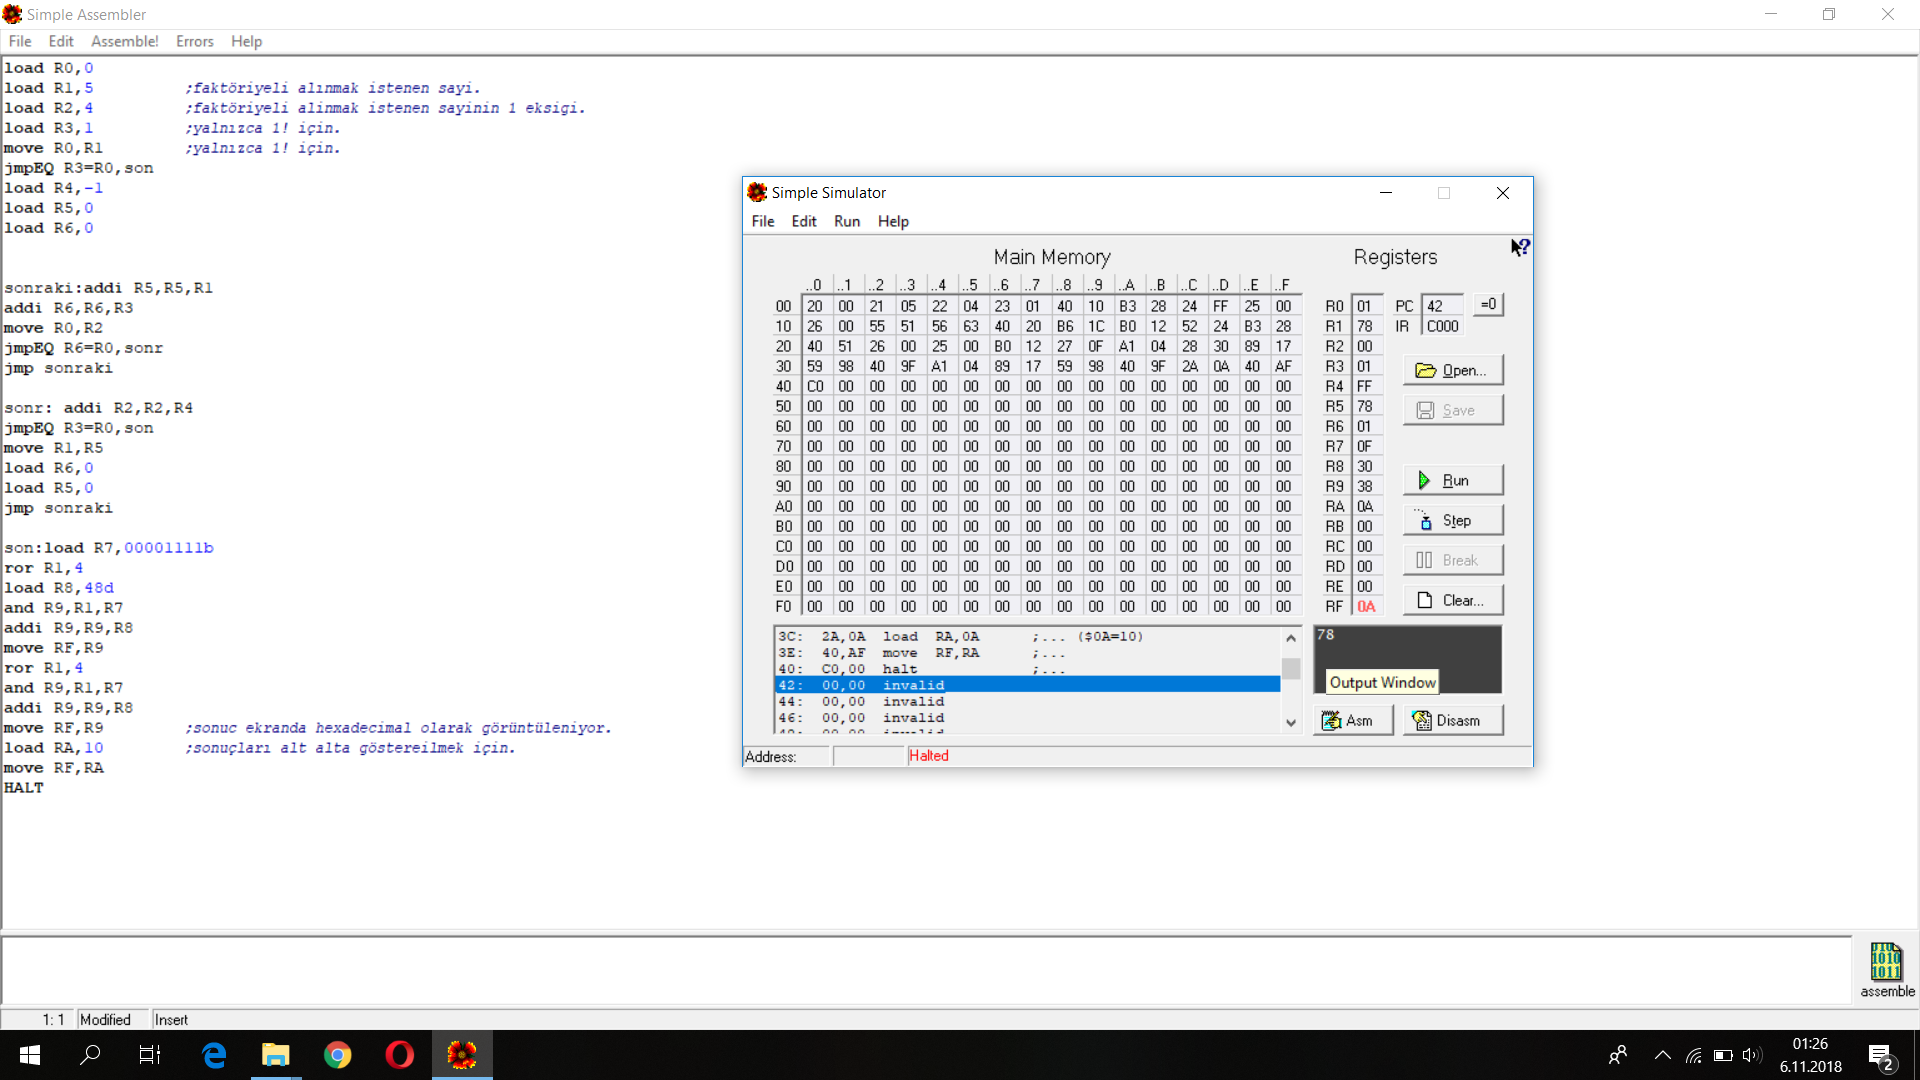 Simple Assembler
File Edit Assemble! Errors Help
load R0,0
load R1,5 ;faktöriyeli alınmak istenen sayi.
load R2,4 ;faktöriyeli alinmak istenen sayinin 1 eksigi.
load R3,1 ;yalnızca 1! için.
move R0,R1 ;yalnızca 1! için.
jmpEQ R3=R0,son
load R4,-1
load R5,0
load R6,0
sonraki:addi R5,R5,R1
addi R6,R6,R3
move R0,R2
jmpEQ R6=R0,sonr
jmp sonraki
sonr: addi R2,R2,R4
jmpEQ R3=R0,son
move R1,R5
load R6,0
load R5,0
jmp sonraki
son:load R7,00001111b
ror R1,4
load R8,48d
and R9,R1,R7
addi R9,R9,R8
move RF,R9
ror R1,4
and R9,R1,R7
addi R9,R9,R8
move RF,R9 ;sonuc ekranda hexadecimal olarak görüntüleniyor.
load RA,10 ;sonuçları alt alta göstereilmek için.
move RF,RA
HALT
Simple Simulator
File Edit Run Help
?
Main Memory
..0 ..1 ..2 ..3 ..4 ..5 ..6 ..7 ..8 ..9 ..A ..B ..C ..D ..E ..F
00 20 00 21 05 22 04 23 01 40 10 B3 28 24 FF 25 00
10 26 00 55 51 56 63 40 20 B6 1C B0 12 52 24 B3 28
20 40 51 26 00 25 00 B0 12 27 0F A1 04 28 30 89 17
30 59 98 40 9F A1 04 89 17 59 98 40 9F 2A 0A 40 AF
40 C0 00 00 00 00 00 00 00 00 00 00 00 00 00 00 00
50 00 00 00 00 00 00 00 00 00 00 00 00 00 00 00 00
60 00 00 00 00 00 00 00 00 00 00 00 00 00 00 00 00
70 00 00 00 00 00 00 00 00 00 00 00 00 00 00 00 00
80 00 00 00 00 00 00 00 00 00 00 00 00 00 00 00 00
90 00 00 00 00 00 00 00 00 00 00 00 00 00 00 00 00
A0 00 00 00 00 00 00 00 00 00 00 00 00 00 00 00 00
B0 00 00 00 00 00 00 00 00 00 00 00 00 00 00 00 00
C0 00 00 00 00 00 00 00 00 00 00 00 00 00 00 00 00
D0 00 00 00 00 00 00 00 00 00 00 00 00 00 00 00 00
E0 00 00 00 00 00 00 00 00 00 00 00 00 00 00 00 00
F0 00 00 00 00 00 00 00 00 00 00 00 00 00 00 00 00
Registers
R0 01
R1 78
R2 00
R3 01
R4 FF
R5 78
R6 01
R7 0F
R8 30
R9 38
RA 0A
RB 00
RC 00
RD 00
RE 00
RF 0A
PC 42 =0
IR C000
Open...
Save
Run
Step
Break
Clear...
3C: 2A,0A load RA,0A ;... ($0A=10)
3E: 40,AF move RF,RA ;...
40: C0,00 halt ;...
42: 00,00 invalid
44: 00,00 invalid
46: 00,00 invalid
78
Output Window
Asm Disasm
Address: Halted
assemble
1: 1 Modified Insert
01:26
6.11.2018
2